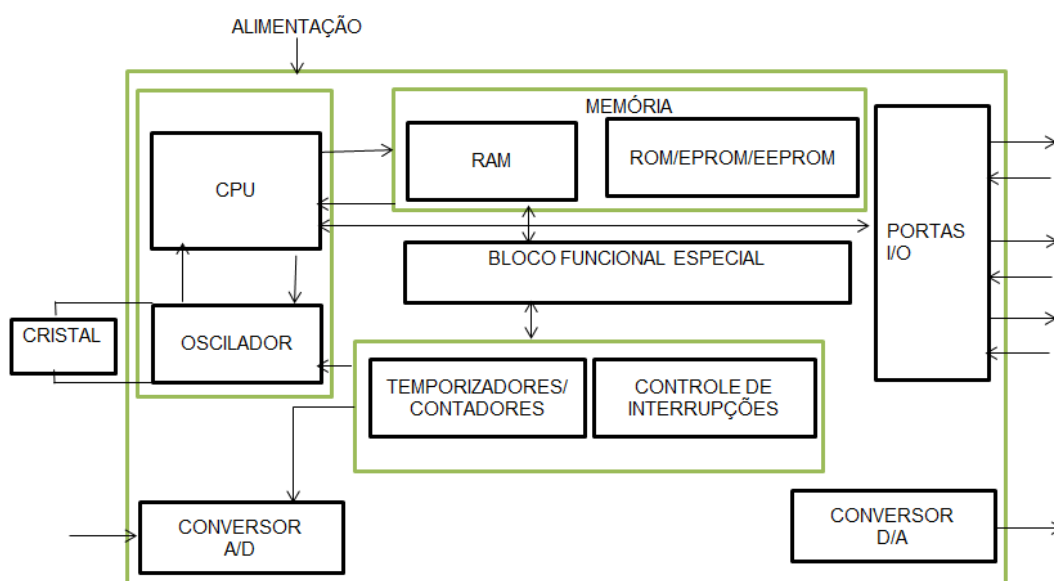 ALIMENTAÇÃO
MEMÓRIA
CPU
RAM
ROM/EPROM/EEPROM
PORTAS
I/O
BLOCO FUNCIONAL ESPECIAL
CRISTAL
OSCILADOR
TEMPORIZADORES/
CONTADORES
CONTROLE DE
INTERRUPÇÕES
CONVERSOR
A/D
CONVERSOR
D/A